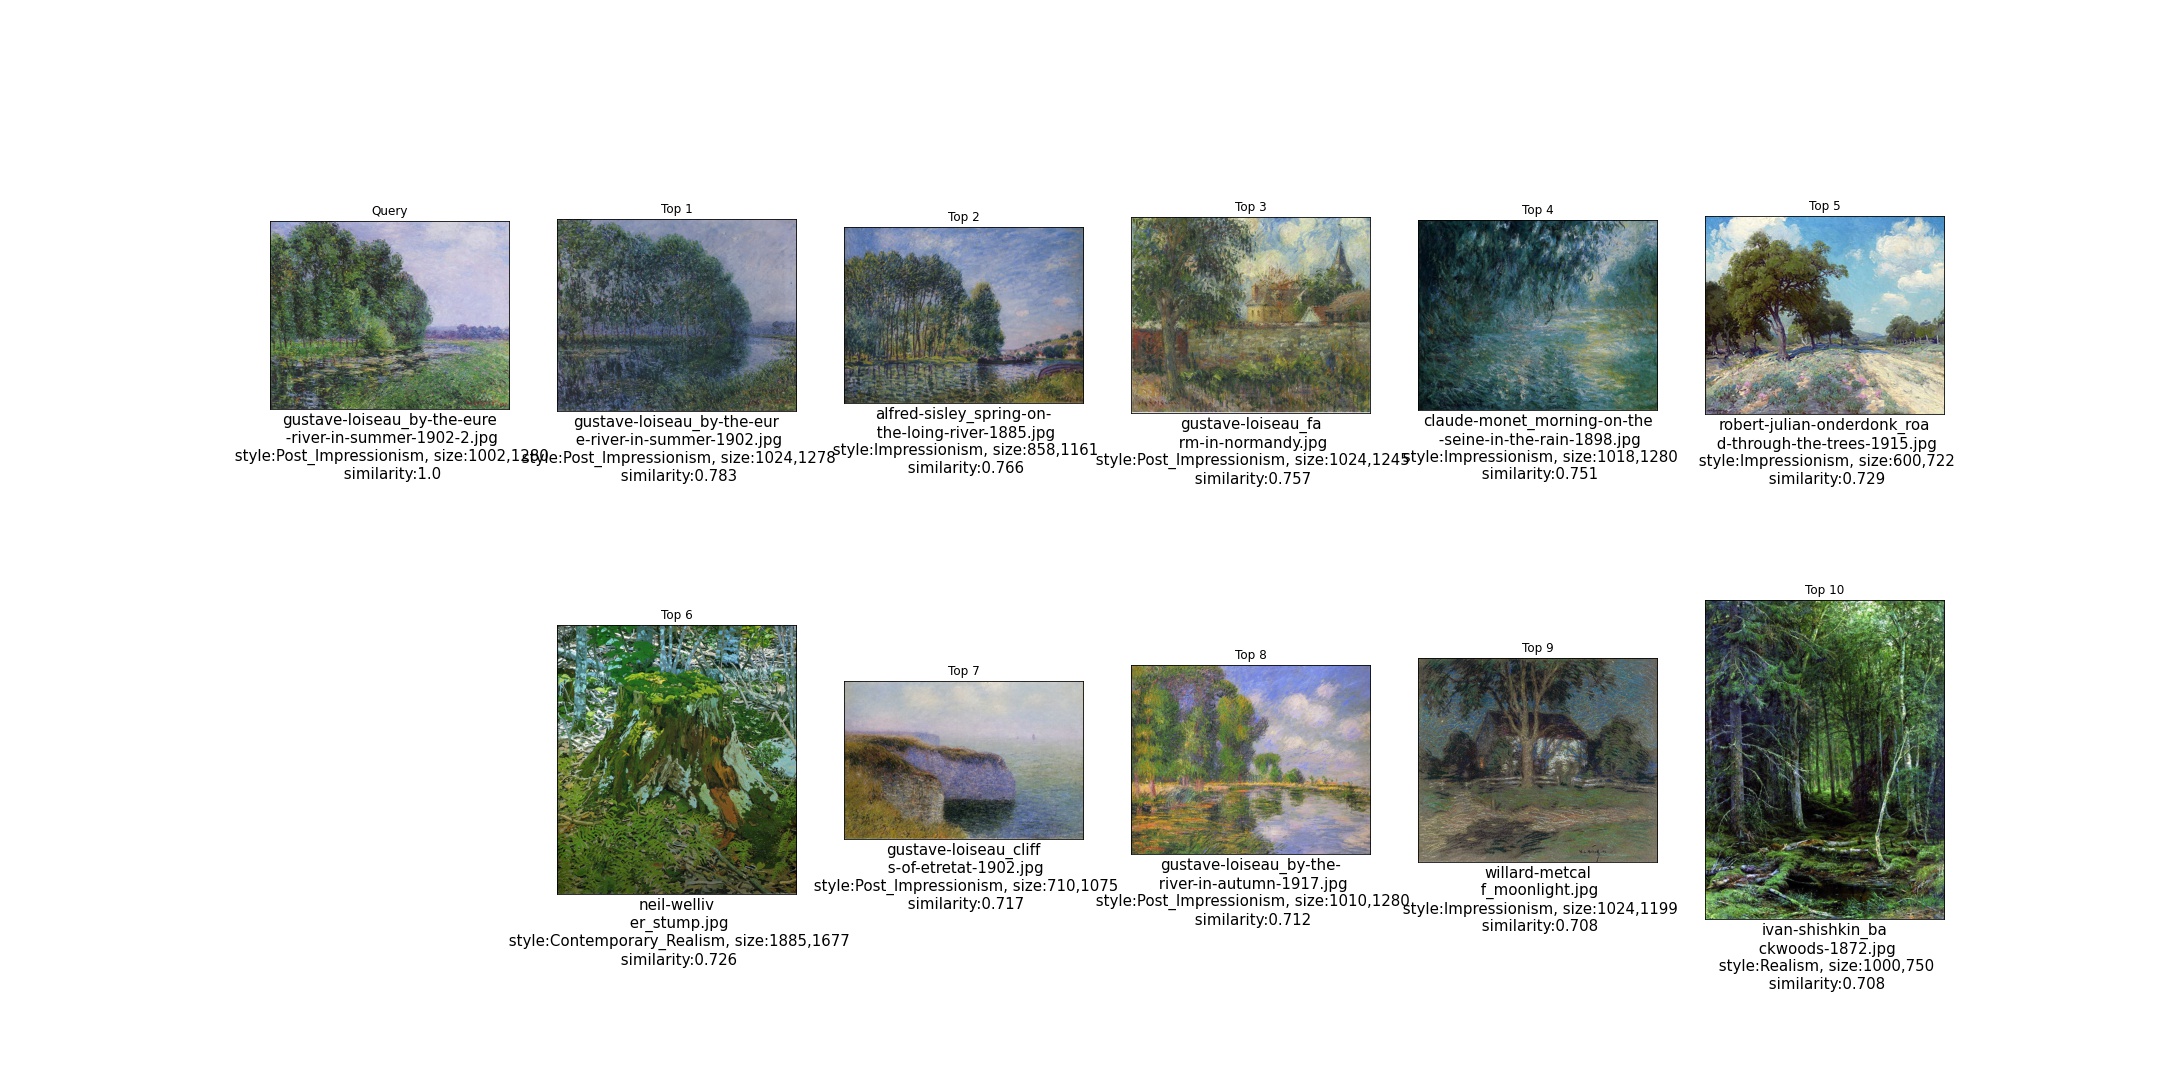 Query
gustave-loiseau_by-the-eure
-river-in-summer-1902-2.jpg
style:Post_Impressionism, size:1002,1280
similarity:1.0
Top 1
gustave-loiseau_by-the-eur
e-river-in-summer-1902.jpg
style:Post_Impressionism, size:1024,1278
similarity:0.783
Top 2
alfred-sisley_spring-on-
the-loing-river-1885.jpg
style:Impressionism, size:858,1161
similarity:0.766
Top 3
gustave-loiseau_fa
rm-in-normandy.jpg
style:Post_Impressionism, size:1024,1245
similarity:0.757
Top 4
claude-monet_morning-on-the
-seine-in-the-rain-1898.jpg
style:Impressionism, size:1018,1280
similarity:0.751
Top 5
robert-julian-onderdonk_roa
d-through-the-trees-1915.jpg
style:Impressionism, size:600,722
similarity:0.729
Top 6
neil-welliv
er_stump.jpg
style:Contemporary_Realism, size:1885,1677
similarity:0.726
Top 7
gustave-loiseau_cliff
s-of-etretat-1902.jpg
style:Post_Impressionism, size:710,1075
similarity:0.717
Top 8
gustave-loiseau_by-the-
river-in-autumn-1917.jpg
style:Post_Impressionism, size:1010,1280
similarity:0.712
Top 9
willard-metcal
f_moonlight.jpg
style:Impressionism, size:1024,1199
similarity:0.708
Top 10
ivan-shishkin_ba
ckwoods-1872.jpg
style:Realism, size:1000,750
similarity:0.708